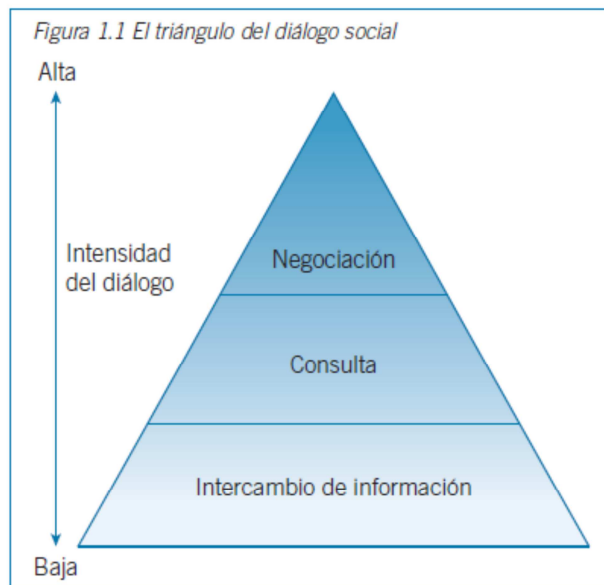 Figura 1.1 El triángulo del diálogo social
Alta
Intensidad
del diálogo
Negociación
Consulta
Intercambio de información
Baja